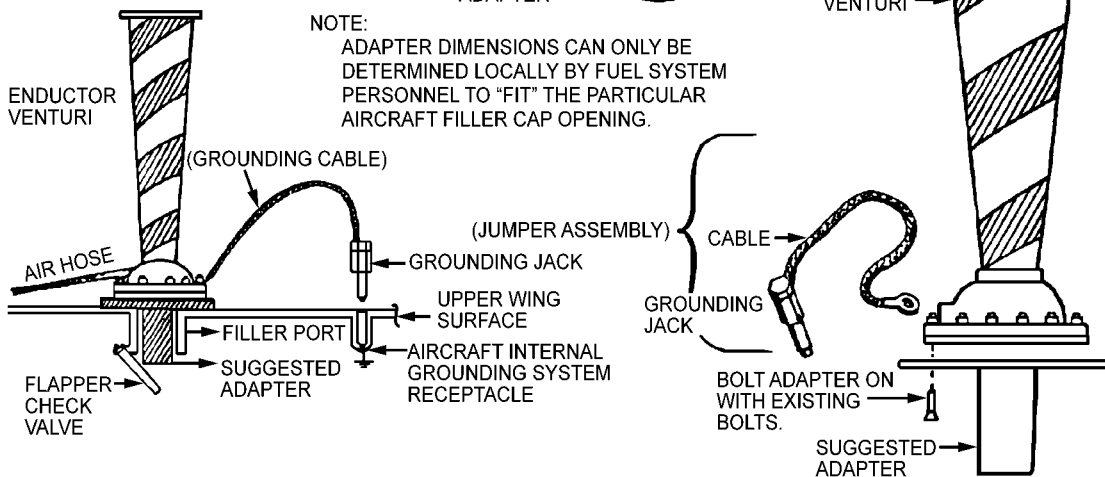 ADAPTER
VENTURI
NOTE:
ADAPTER DIMENSIONS CAN ONLY BE
DETERMINED LOCALLY BY FUEL SYSTEM
PERSONNEL TO “FIT” THE PARTICULAR
AIRCRAFT FILLER CAP OPENING.
ENDUCTOR
VENTURI
(GROUNDING CABLE)
AIR HOSE
GROUNDING JACK
UPPER WING
SURFACE
FILLER PORT
AIRCRAFT INTERNAL
GROUNDING SYSTEM
RECEPTACLE
SUGGESTED
ADAPTER
FLAPPER
CHECK
VALVE
(JUMPER ASSEMBLY)
CABLE
GROUNDING
JACK
BOLT ADAPTER ON
WITH EXISTING
BOLTS.
SUGGESTED
ADAPTER